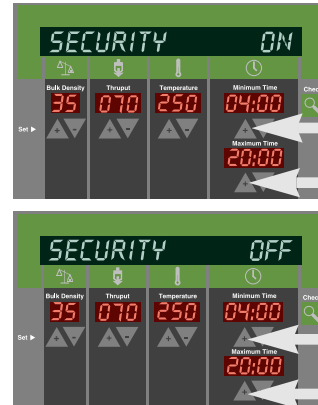 SECURITY ON
Bulk Density Thruput Temperature Minimum Time
35 070 250 04:00
Set
+ - + - + - + -
Maximum Time
20:00
+
SECURITY OFF
Bulk Density Thruput Temperature Minimum Time
35 070 250 04:00
Set
+ - + - + - +
Maximum Time
20:00
+